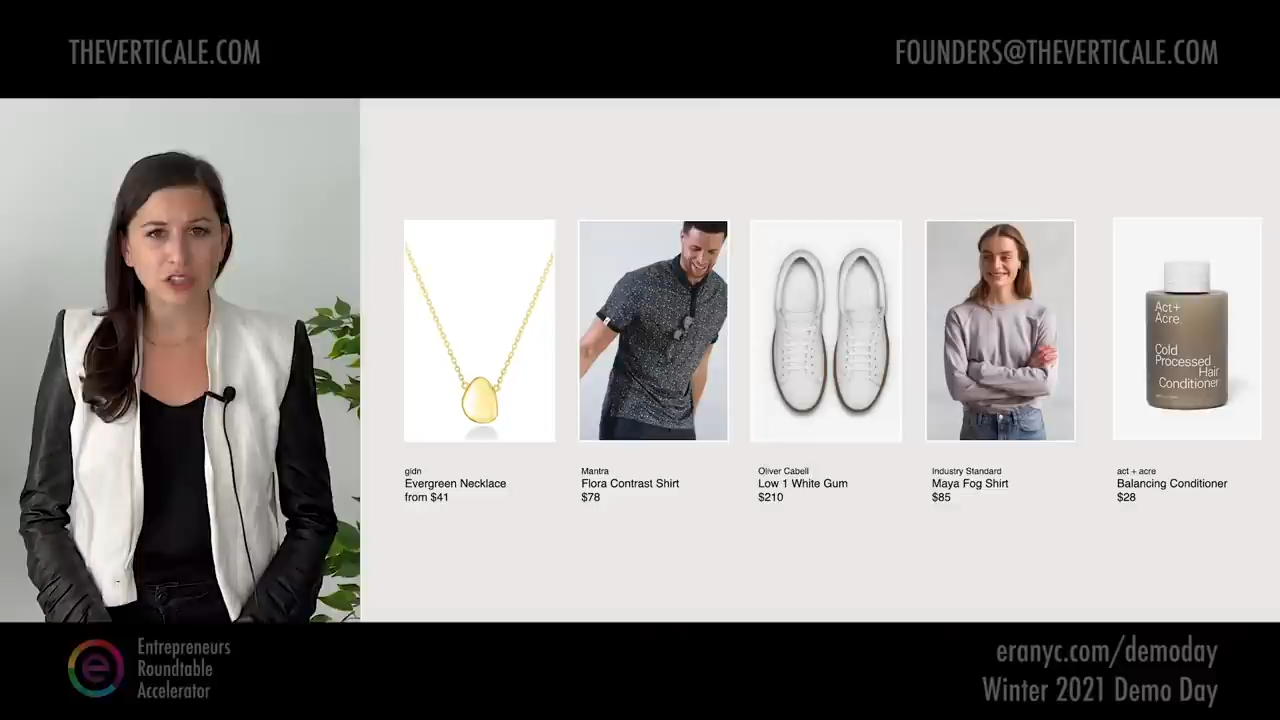 THEVERTICALE.COM
FOUNDERS@THEVERTICALE.COM
Act+
Acre.
Cold
Processed
Hair
Conditioner
gldn
Evergreen Necklace
from $41
Mantra
Flora Contrast Shirt
$78
Oliver Cabell
Low 1 White Gum
$210
Industry Standard
Maya Fog Shirt
$85
act + acre
Balancing Conditioner
$28
e
Entrepreneurs
Roundtable
Accelerator
eranyc.com/demoday
Winter 2021 Demo Day